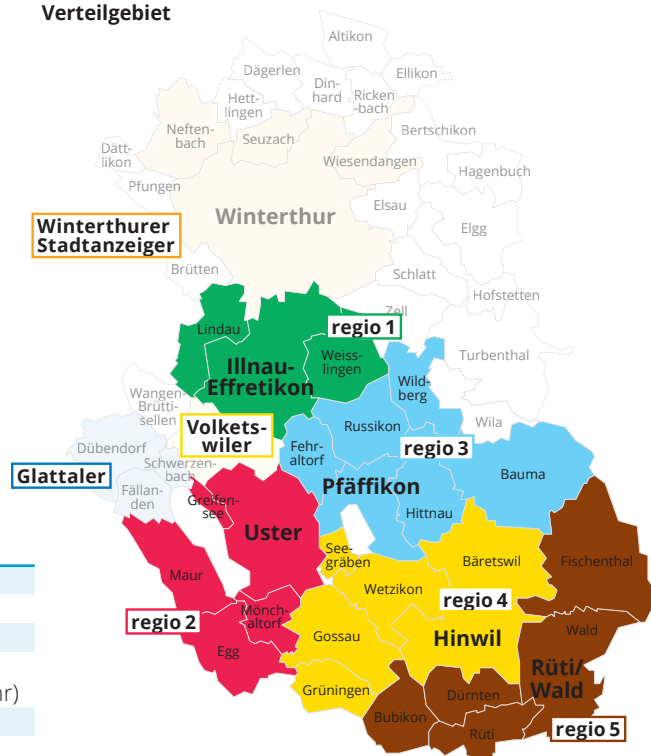 Verteilgebiet
Altikon
Dägerlen
Ellikon
Din-
hard
Ricken
-bach
Hett-
lingen
Neften-
bach
Seuzach
Bertschikon
Dätt-
likon
Wiesendangen
Hagenbuch
Pfungen
Elsau
Winterthur
Elgg
Winterthurer
Stadtanzeiger
Brütten
Schlatt
Hofstetten
Zell
Lindau
regio 1
Weiss-
lingen
Turbenthal
Illnau-
Effretikon
Wild-
berg
Wangen-
Brütti-
sellen
Volkets-
wiler
Russikon
Wila
Dübendorf
Fehr-
altorf
regio 3
Schwerzen-
bach
Glattaler
Bauma
Fällan-
den
Pfäffikon
Greifen-
see
Hittnau
Uster
See-
gräben
Bäretswil
Fischenthal
Maur
Wetzikon
regio 4
Mönch-
altorf
regio 2
Gossau
Hinwil
Wald
Egg
Rüti/
Wald
Grüningen
Dürnten
hr)
Bubikon
Rüti
regio 5